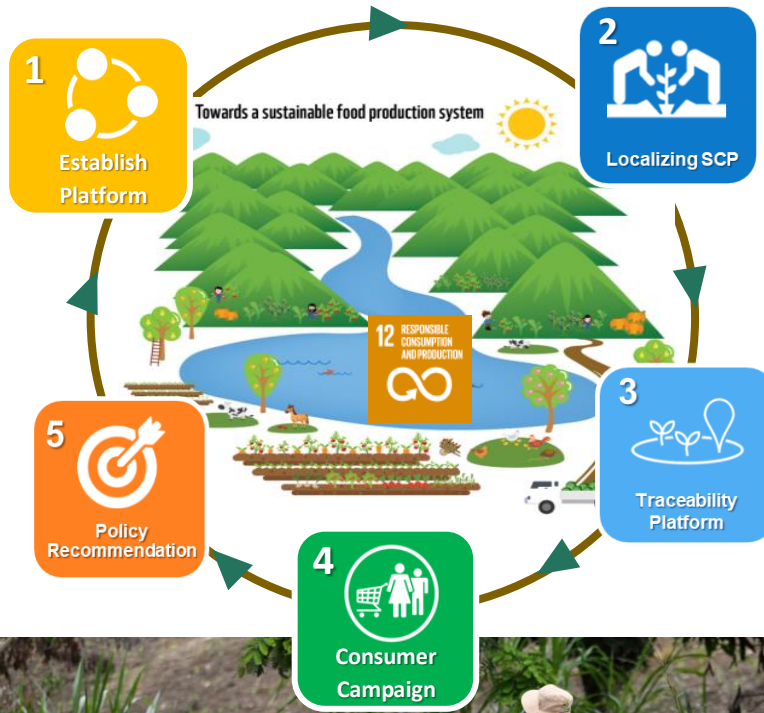 1
Establish
Platform
2
Localizing SCP
Towards a sustainable food production system
12 RESPONSIBLE
CONSUMPTION
AND PRODUCTION
3
Traceability
Platform
4
Consumer
Campaign
5
Policy
Recommendation